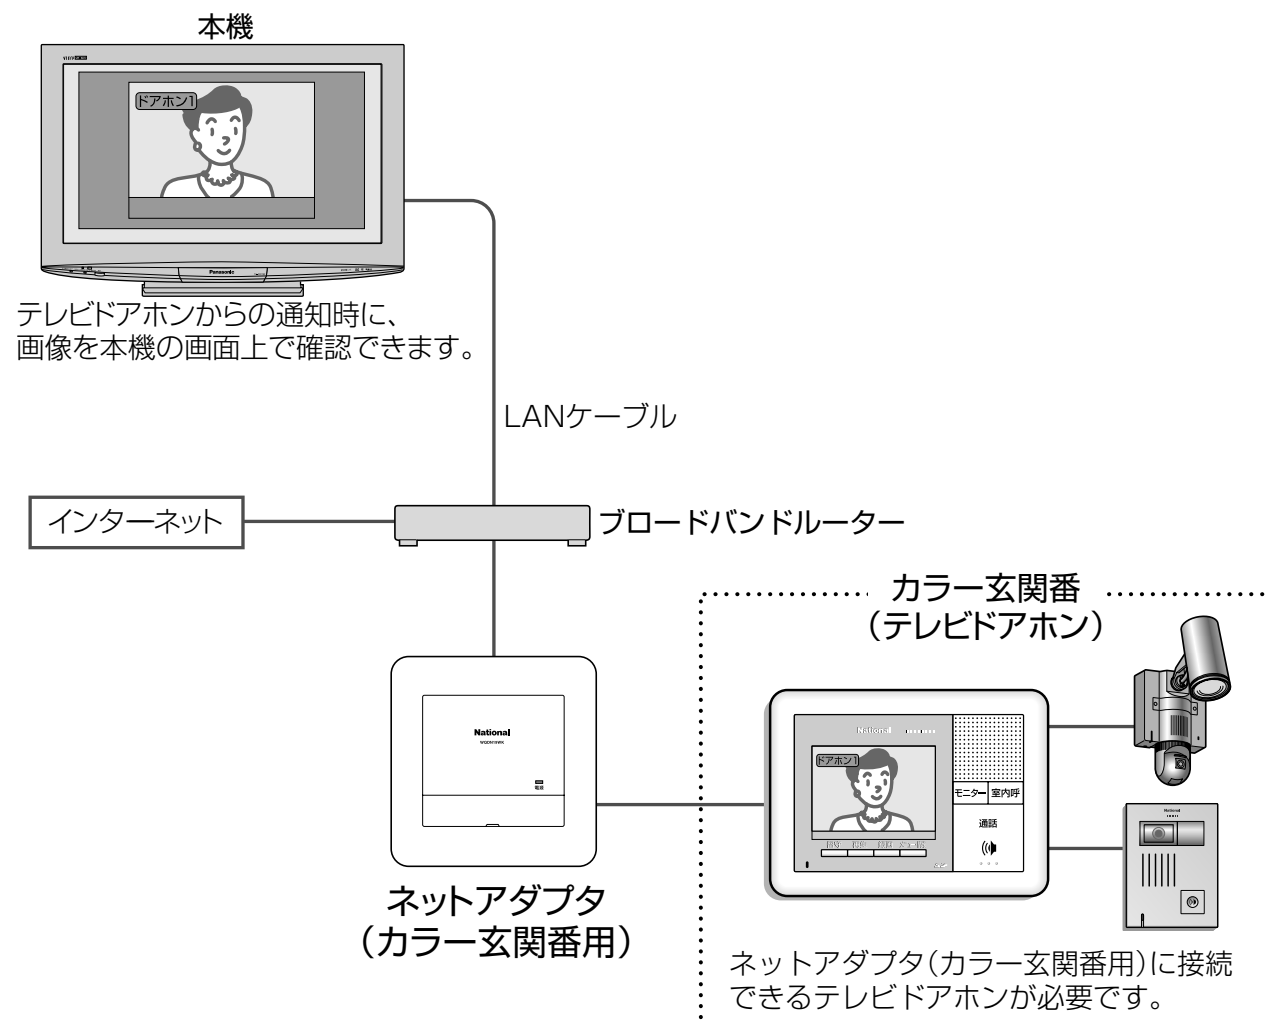 本機
ドアホン1
Panasonic
テレビドアホンからの通知時に、
画像を本機の画面上で確認できます。
LANケーブル
インターネット
ブロードバンドルーター
カラー玄関番
（テレビドアホン）
National
電源
National
ドアホン1
モニター 室内呼
通話
National
ネットアダプタ
（カラー玄関番用）
ネットアダプタ（カラー玄関番用）に接続
できるテレビドアホンが必要です。